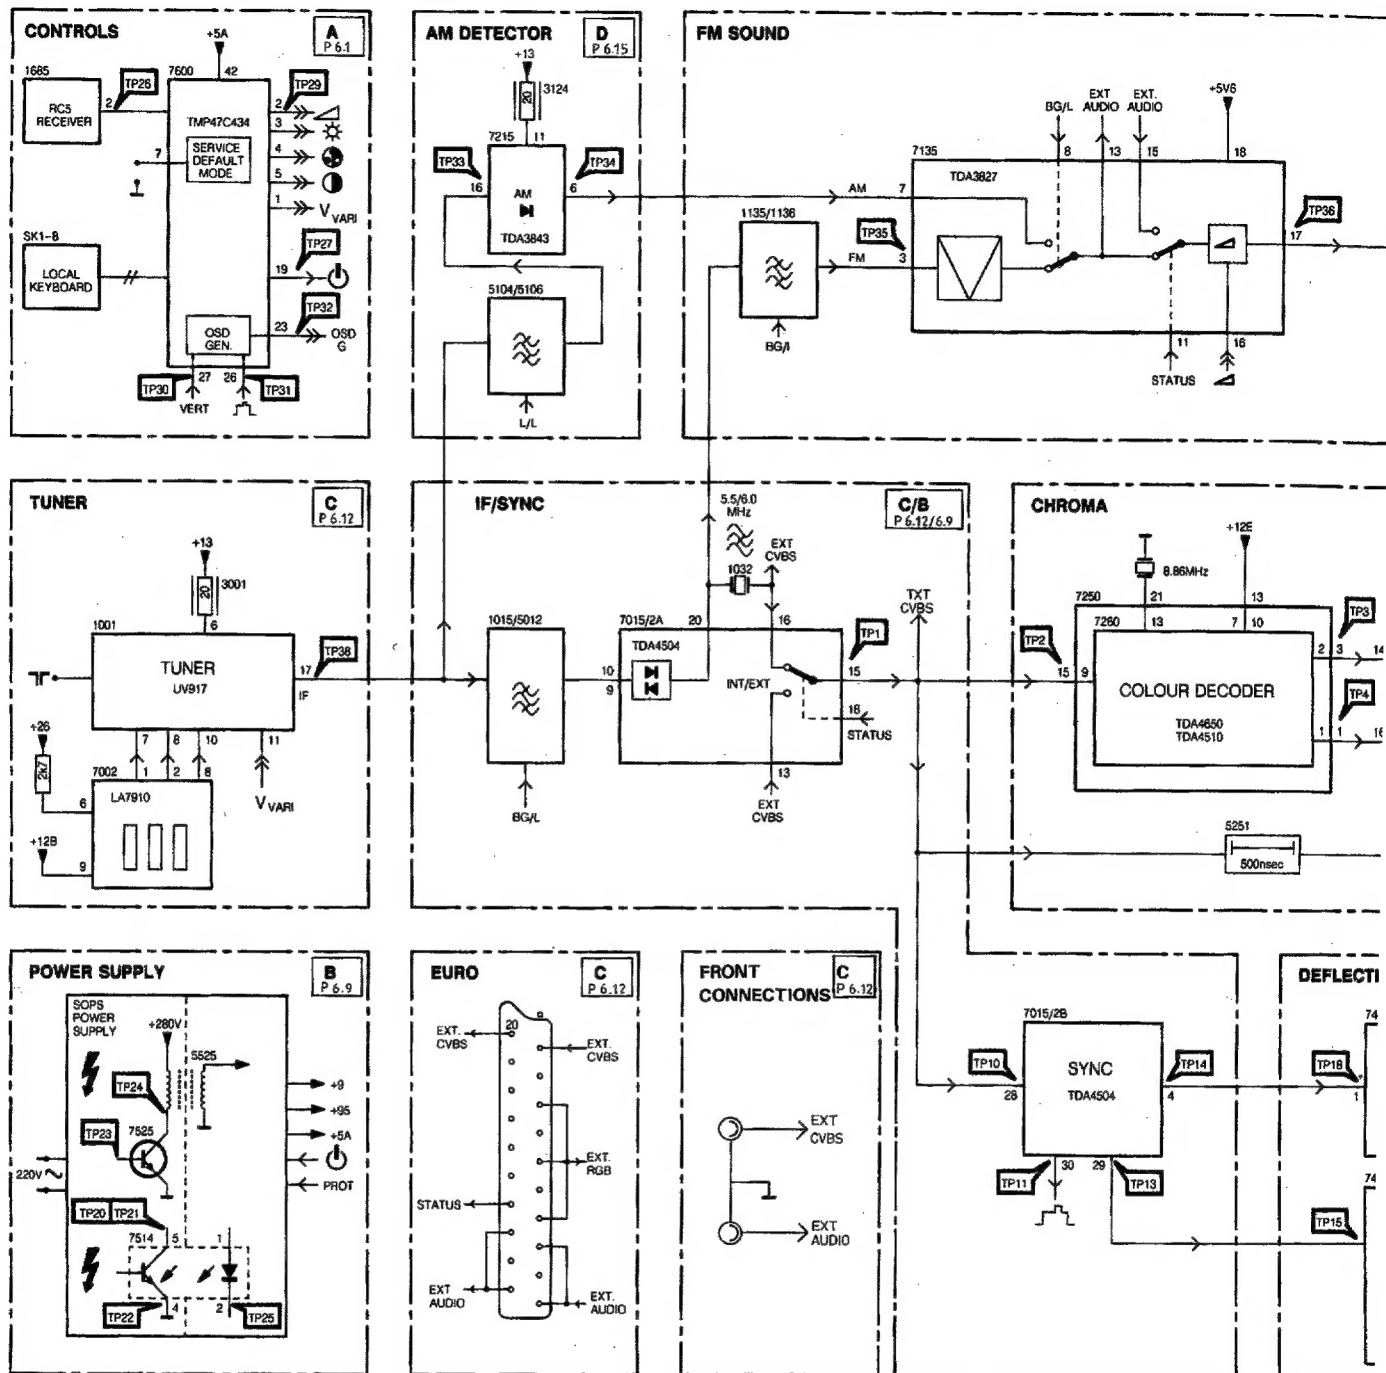 CONTROLS
A
P 6.1
+5A
1685
TP26
7600
42
TP29
2
RC5
RECEIVER
TMP47C434
2
3
7
SERVICE
DEFAULT
MODE
4
5
1
V VARI
SK1-8
TP27
LOCAL
KEYBOARD
19
TP32
OSD
GEN.
23
OSD
G
TP30
27
26
TP31
VERT
AM DETECTOR
D
P 6.15
+13
20
3124
7215
11
TP33
TP34
16
AM
6
TDA3843
5104/5106
L/L
FM SOUND
EXT
AUDIO
EXT.
AUDIO
+5V6
BG/L
8
13
15
18
7135
TDA3827
AM
7
1135/1136
TP35
TP36
17
FM
3
BG/I
11
16
STATUS
TUNER
C
P 6.12
+13
20
3001
1001
6
TUNER
UV917
17
TP38
IF
+26
7
8
10
11
2k7
7002
1
2
8
6
LA7910
V VARI
+12B
9
IF/SYNC
C/B
P 6.12/6.9
5.5/6.0
MHz
EXT
CVBS
1032
1015/5012
7015/2A
20
16
TP1
TDA4504
10
9
15
INT/EXT
18
STATUS
13
BG/L
EXT
CVBS
TXT
CVBS
CHROMA
+12E
8.86MHz
7250
21
13
7260
13
7
10
TP2
TP3
2
3
14
15
9
COLOUR DECODER
TP4
TDA4650
TDA4510
1
1
16
5251
500nsec
POWER SUPPLY
B
P 6.9
SOPS
POWER
SUPPLY
+280V
5525
TP24
+9
+95
TP23
7525
+5A
220V
PROT
TP20
TP21
7514
5
1
TP22
4
2
TP25
EURO
C
P 6.12
20
EXT.
CVBS
EXT.
CVBS
EXT.
RGB
STATUS
EXT
AUDIO
EXT.
AUDIO
FRONT
CONNECTIONS
C
P 6.12
EXT
CVBS
EXT
AUDIO
7015/2B
TP10
SYNC
TP14
28
TDA4504
4
TP11
30
29
TP13
DEFLECTI
74
TP18
1
74
TP15